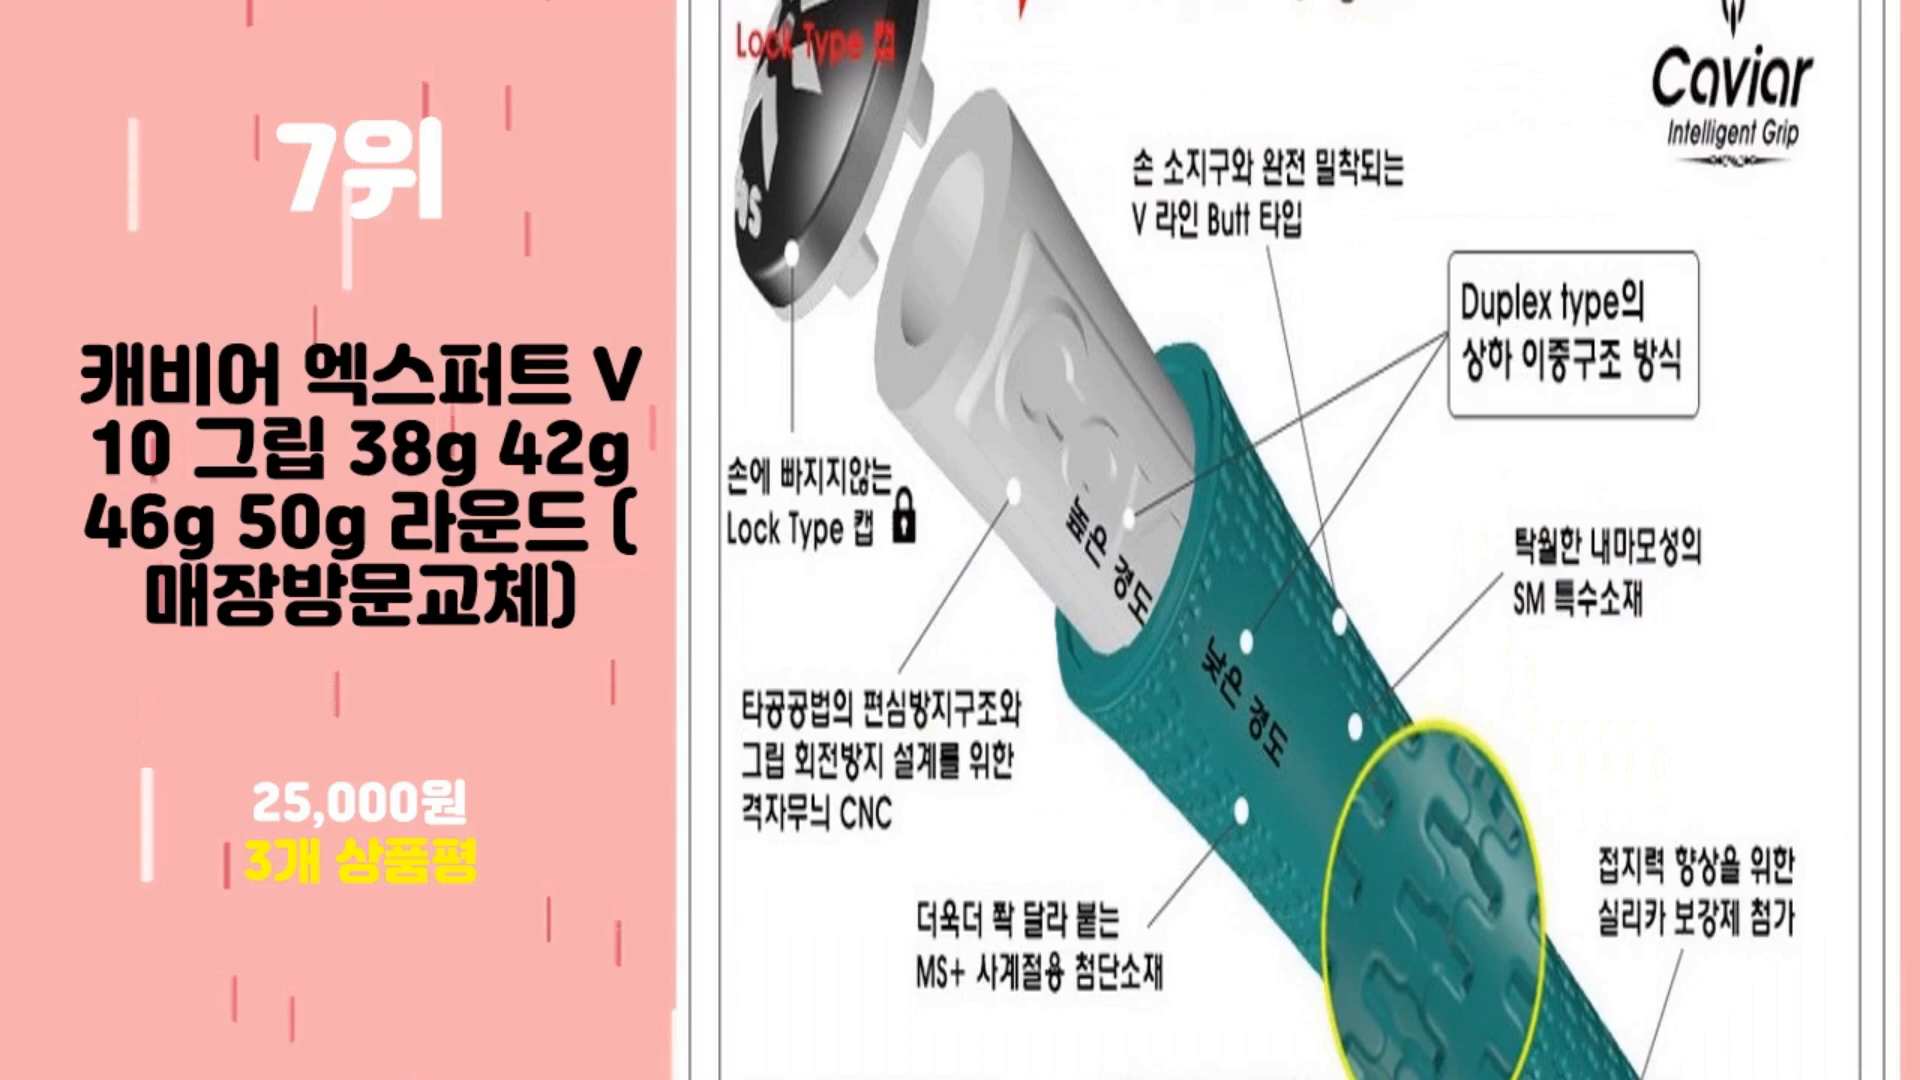 7위
캐비어 엑스퍼트 V
10 그립 38g 42g
46g 50g 라운드 (
매장방문교체)
25,000원
3개 상품평
Lock Type 캡
Caviar
Intelligent Grip
손 소지구와 완전 밀착되는
V 라인 Butt 타입
Duplex type의
상하 이중구조 방식
손에 빠지지않는
Lock Type 캡
높은 경도
탁월한 내마모성의
SM 특수소재
낮은 경도
타공공법의 편심방지구조와
그립 회전방지 설계를 위한
격자무늬 CNC
접지력 향상을 위한
실리카 보강제 첨가
더욱더 쫙 달라 붙는
MS+ 사계절용 첨단소재